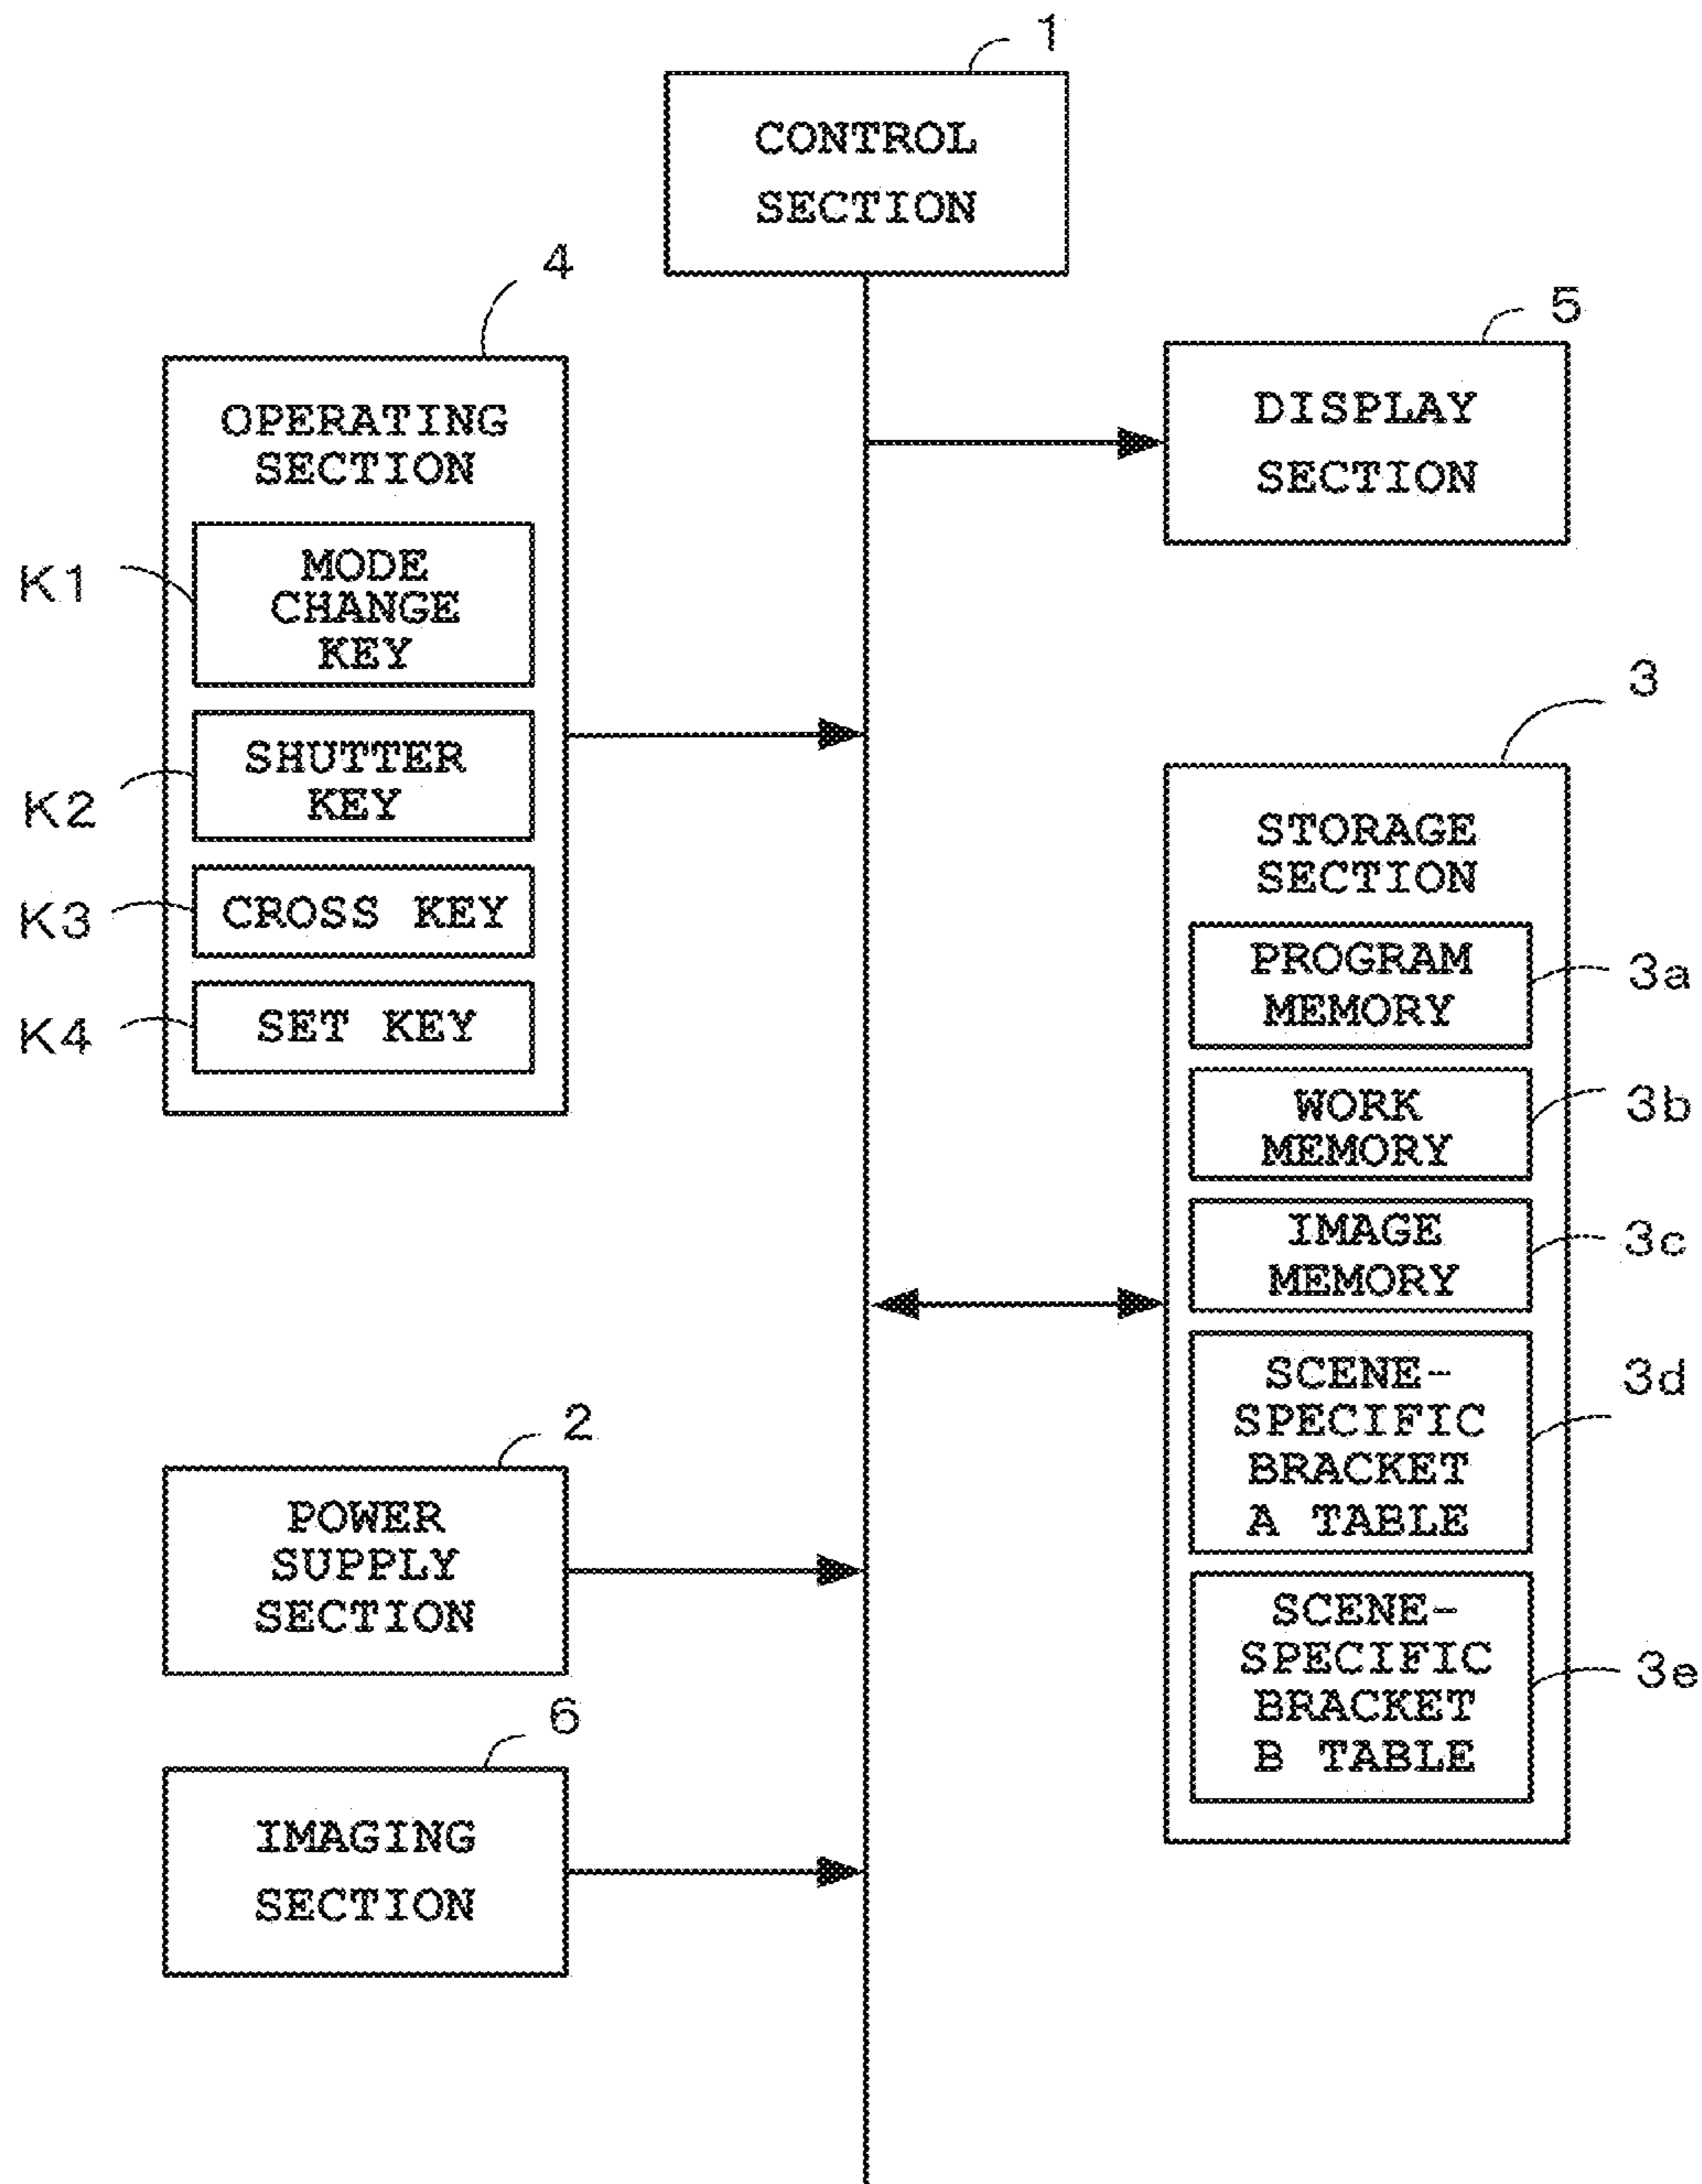 1
CONTROL
SECTION
4
OPERATING
SECTION
K1
MODE
CHANGE
KEY
K2
SHUTTER
KEY
K3
CROSS KEY
K4
SET KEY
5
DISPLAY
SECTION
3
STORAGE
SECTION
PROGRAM
MEMORY
3a
WORK
MEMORY
3b
IMAGE
MEMORY
3c
SCENE-
SPECIFIC
BRACKET
A TABLE
3d
SCENE-
SPECIFIC
BRACKET
B TABLE
3e
2
POWER
SUPPLY
SECTION
6
IMAGING
SECTION